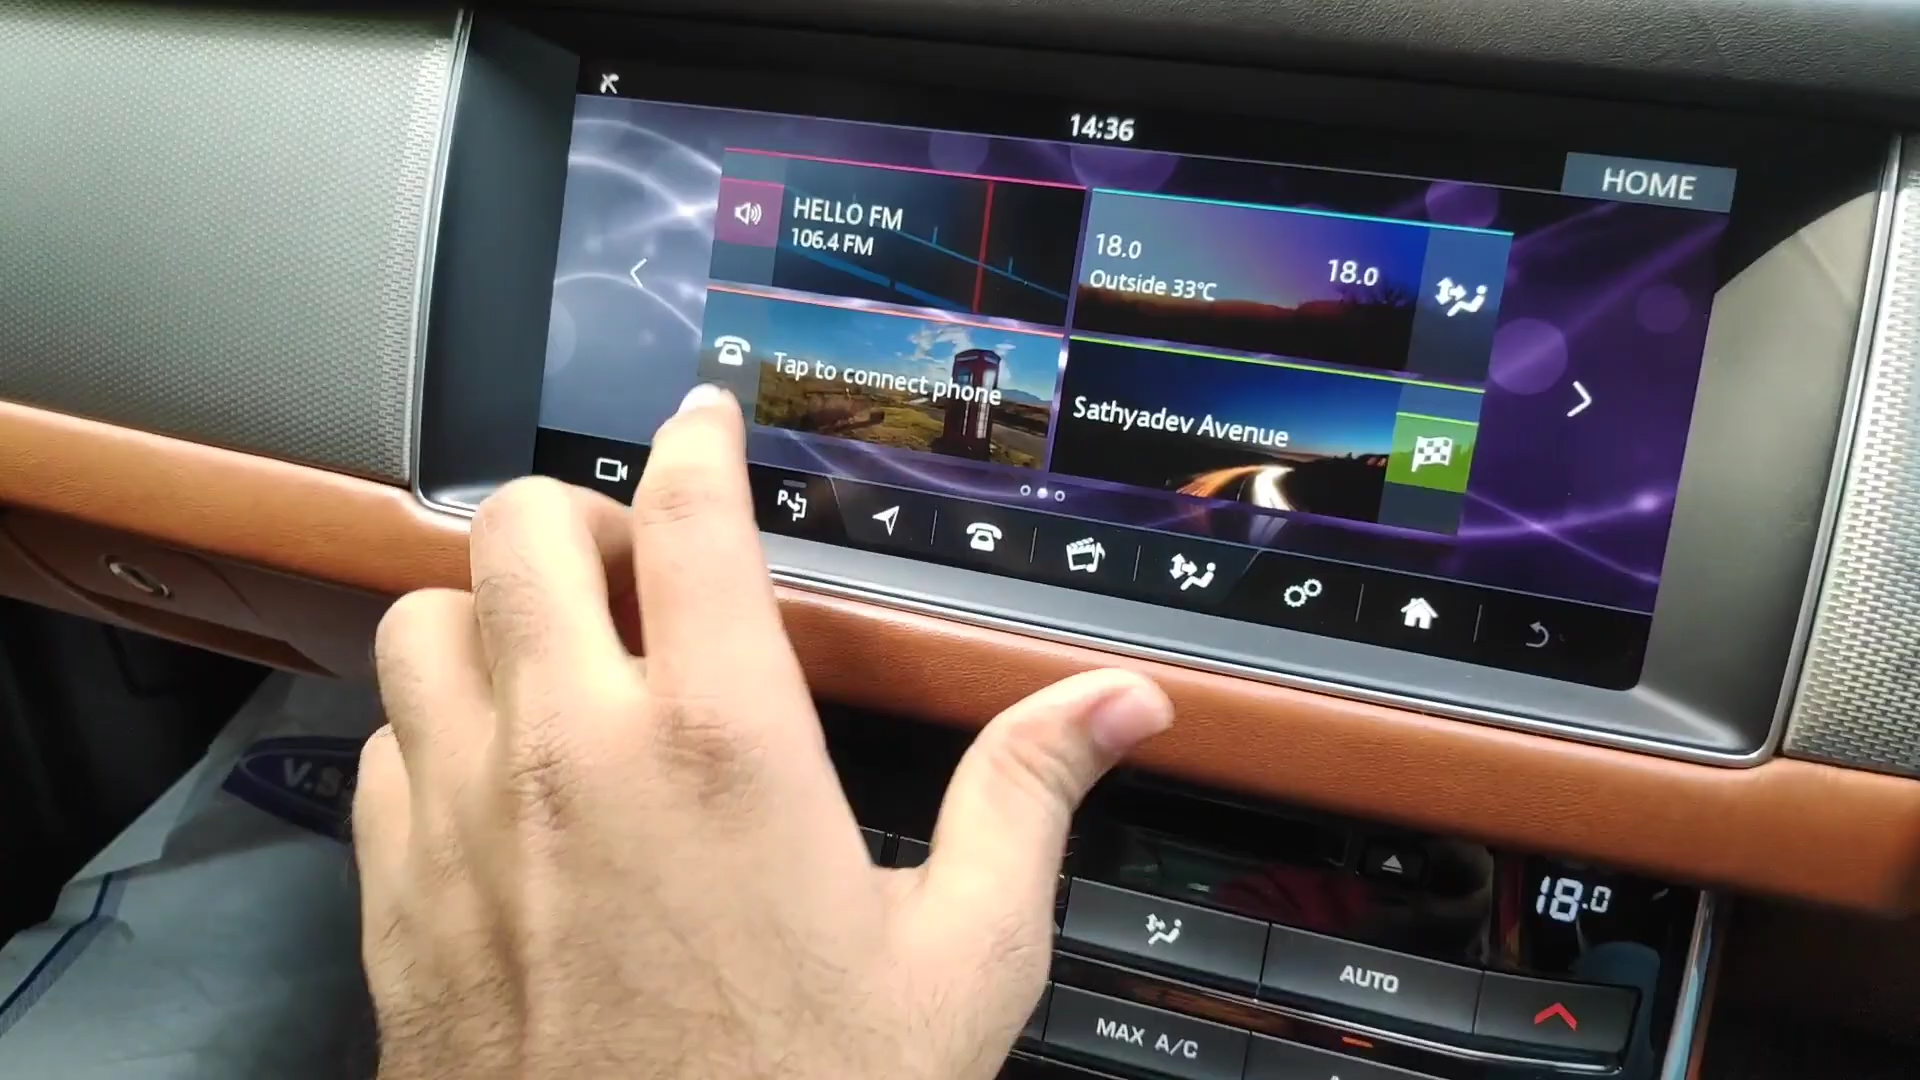 14:36
HOME
HELLO FM
106.4 FM
18.0
18.0
Outside 33°C
Tap to connect phone
Sathyadev Avenue
P
V.S
18.0
AUTO
MAX A/C